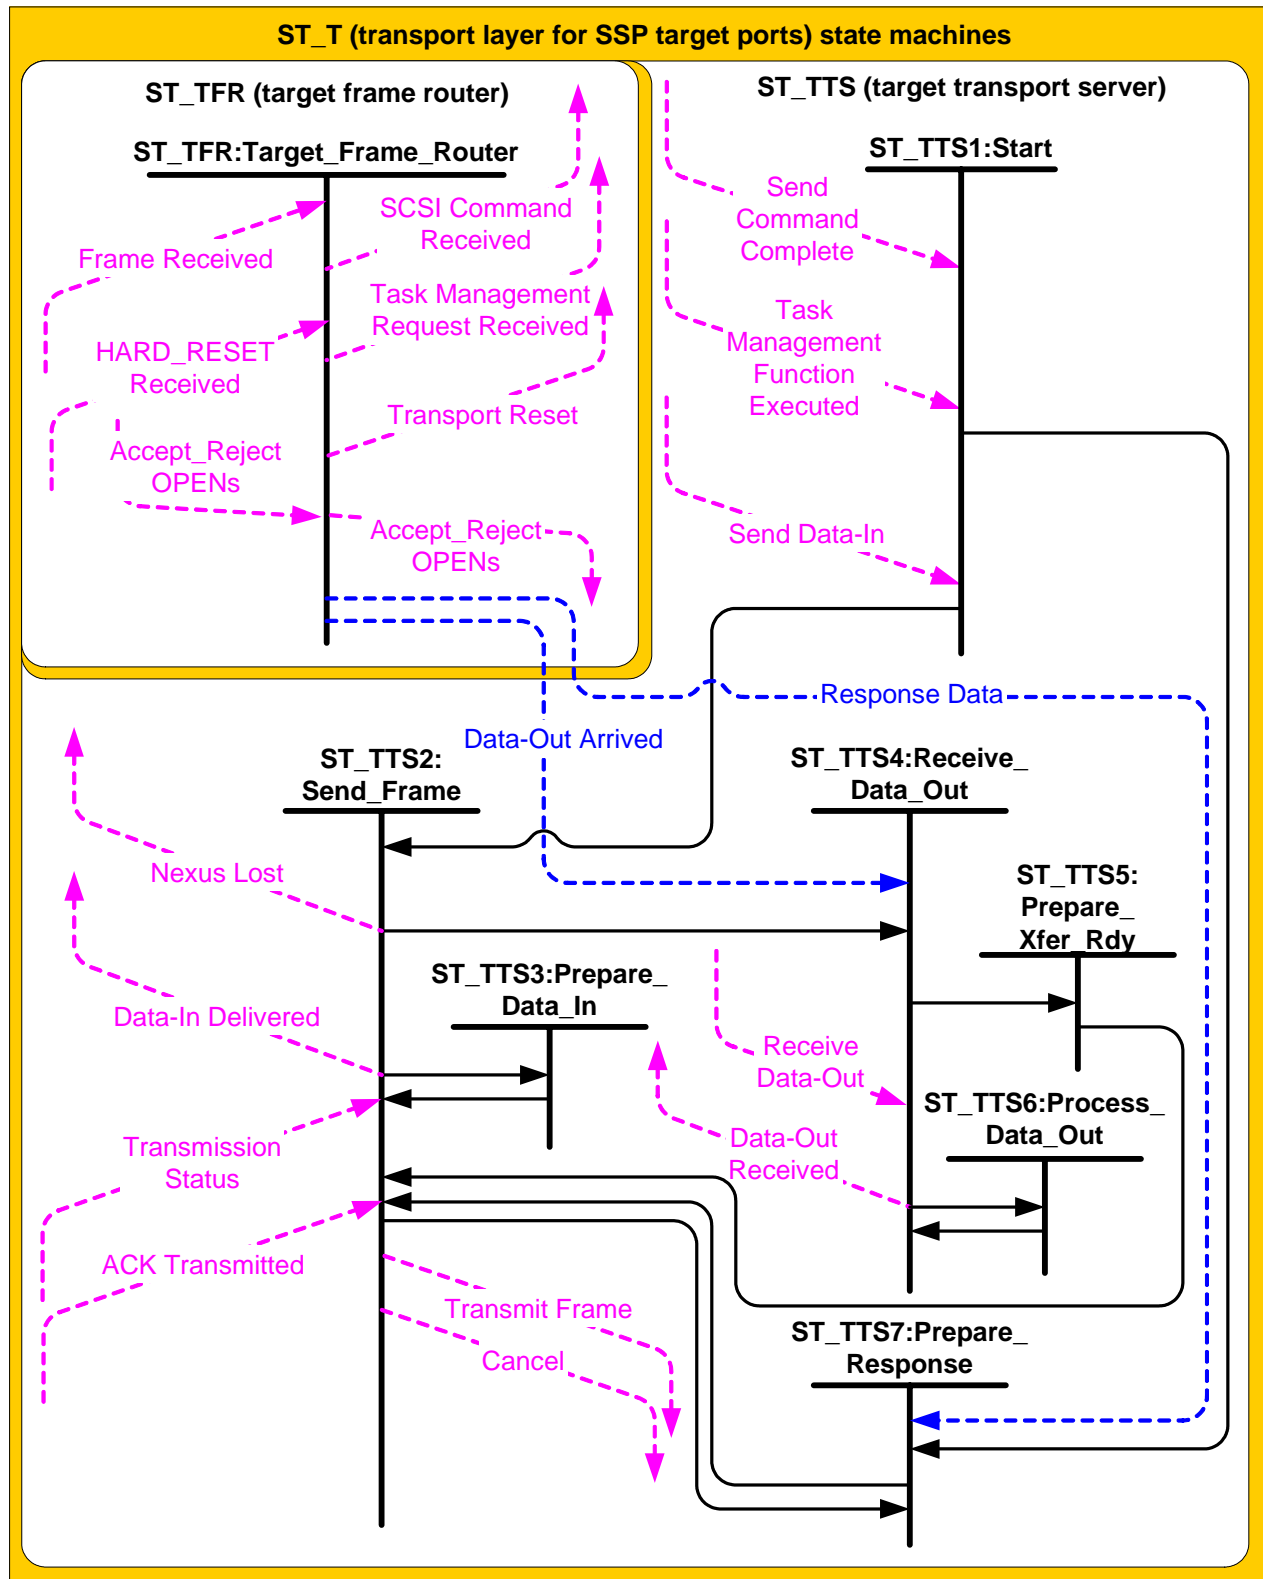 ST_T (transport layer for SSP target ports) state machines
ST_TFR (target frame router)
ST_TFR:Target_Frame_Router
SCSI Command
Received
Frame Received
Task Management
Request Received
HARD_RESET
Received
Transport Reset
Accept_Reject
OPENs
Accept_Reject
OPENs
ST_TTS (target transport server)
ST_TTS1:Start
Send
Command
Complete
Task
Management
Function
Executed
Send Data-In
Response Data
Data-Out Arrived
ST_TTS2:
Send_Frame
ST_TTS4:Receive_
Data_Out
Nexus Lost
ST_TTS5:
Prepare_
Xfer_Rdy
ST_TTS3:Prepare_
Data_In
Data-In Delivered
Receive
Data-Out
ST_TTS6:Process_
Data_Out
Data-Out
Received
Transmission
Status
ACK Transmitted
Transmit Frame
Cancel
ST_TTS7:Prepare_
Response